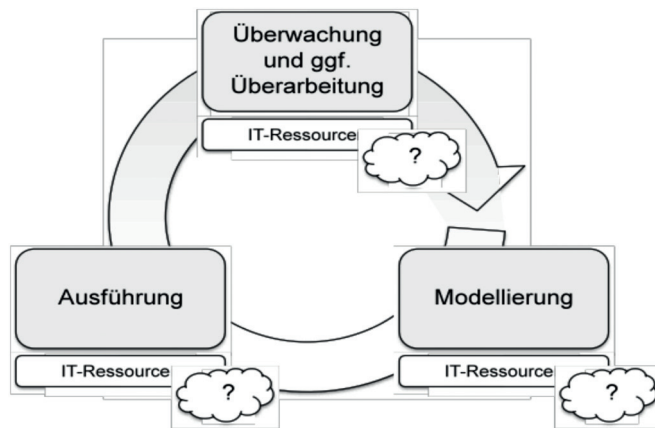 Überwachung
und ggf.
Überarbeitung
IT-Ressource
?
Ausführung
IT-Ressource
?
Modellierung
IT-Ressource
?